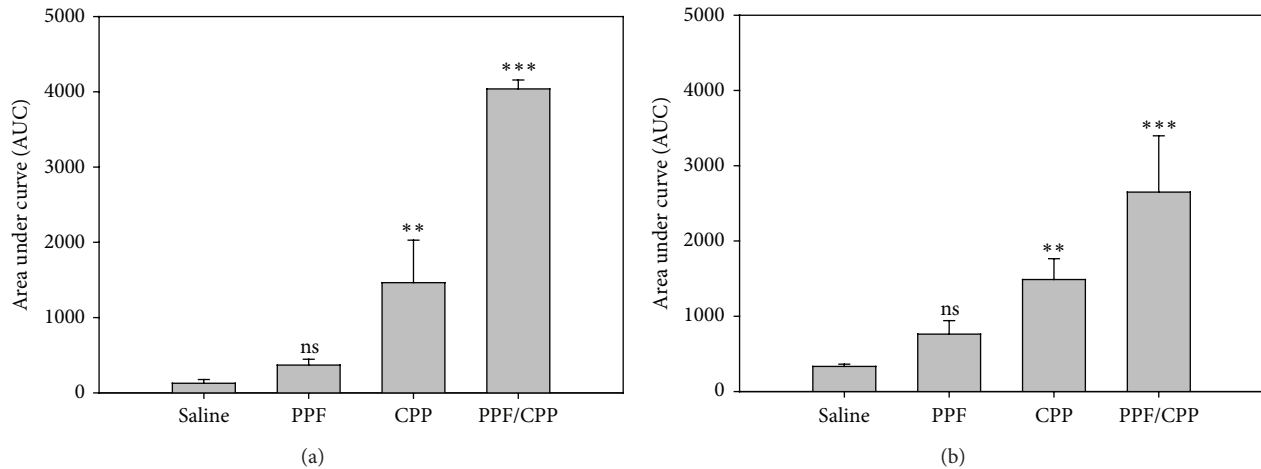 Area under curve (AUC)
5000
4000
3000
2000
1000
0
ns
**
***
Saline PPF CPP PPF/CPP
(a)
Area under curve (AUC)
5000
4000
3000
2000
1000
0
ns
**
***
Saline PPF CPP PPF/CPP
(b)